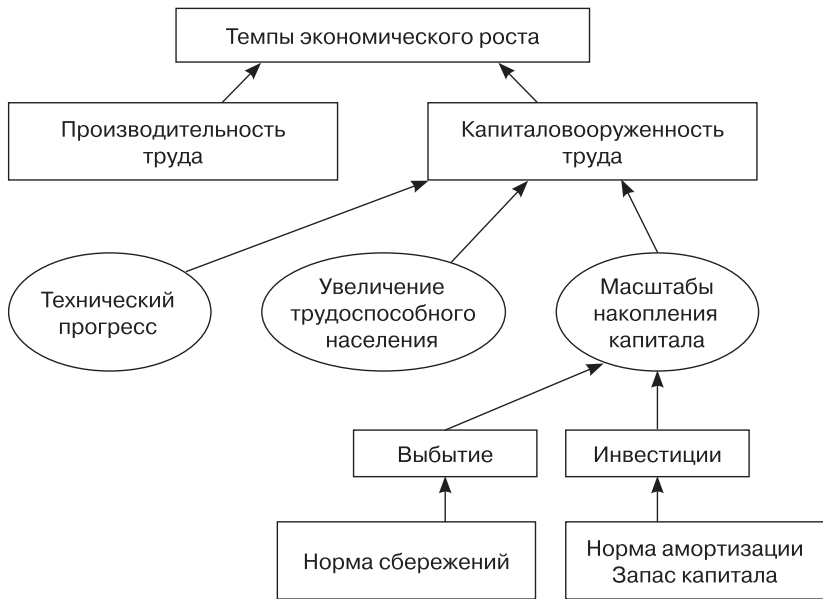 Темпы экономического роста
Производительность
труда
Капиталовооруженность
труда
Технический
прогресс
Увеличение
трудоспособного
населения
Масштабы
накопления
капитала
Выбытие
Инвестиции
Норма сбережений
Норма амортизации
Запас капитала